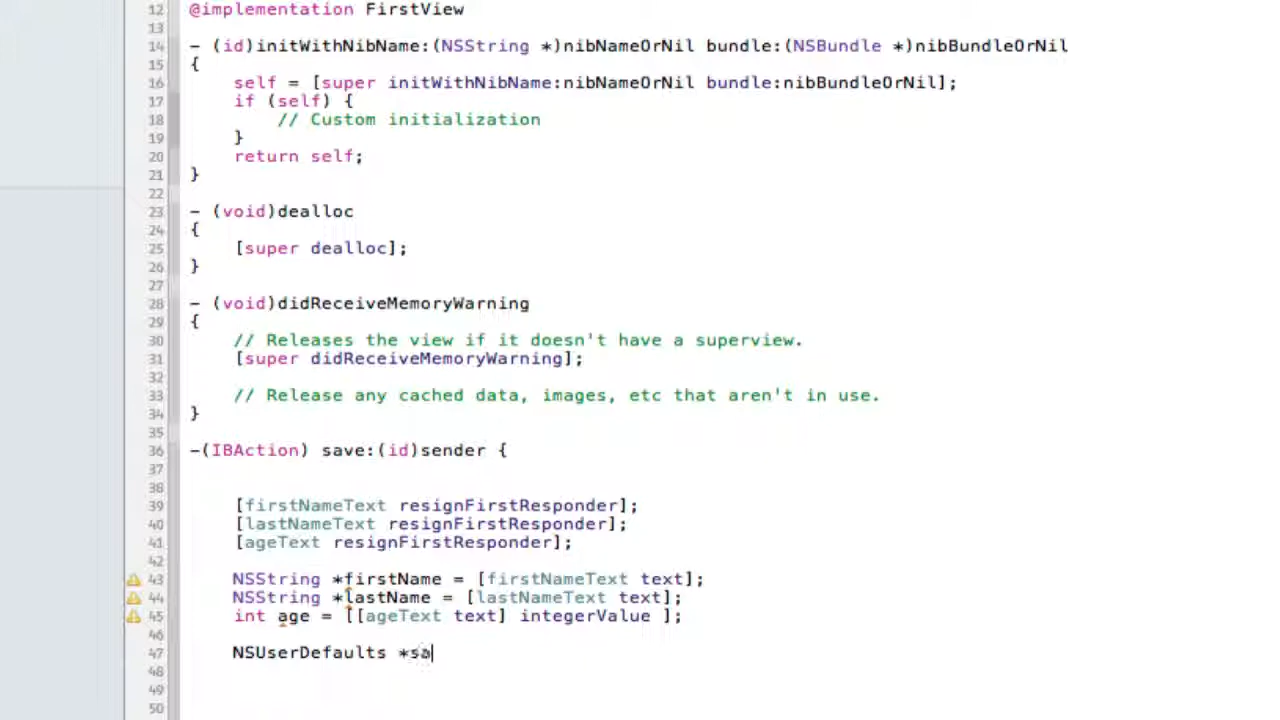 12 @implementation FirstView
13
14 - (id)initWithNibName:(NSString *)nibNameOrNil bundle:(NSBundle *)nibBundleOrNil
15 {
16 self = [super initWithNibName:nibNameOrNil bundle:nibBundleOrNil];
17 if (self) {
18 // Custom initialization
19 }
20 return self;
21 }
22
23 - (void)dealloc
24 {
25 [super dealloc];
26 }
27
28 - (void)didReceiveMemoryWarning
29 {
30 // Releases the view if it doesn't have a superview.
31 [super didReceiveMemoryWarning];
32
33 // Release any cached data, images, etc that aren't in use.
34 }
35
36 -(IBAction) save:(id)sender {
37
38
39 [firstNameText resignFirstResponder];
40 [lastNameText resignFirstResponder];
41 [ageText resignFirstResponder];
42
43 NSString *firstName = [firstNameText text];
44 NSString *lastName = [lastNameText text];
45 int age = [[ageText text] integerValue ];
46
47 NSUserDefaults *sa
48
49
50